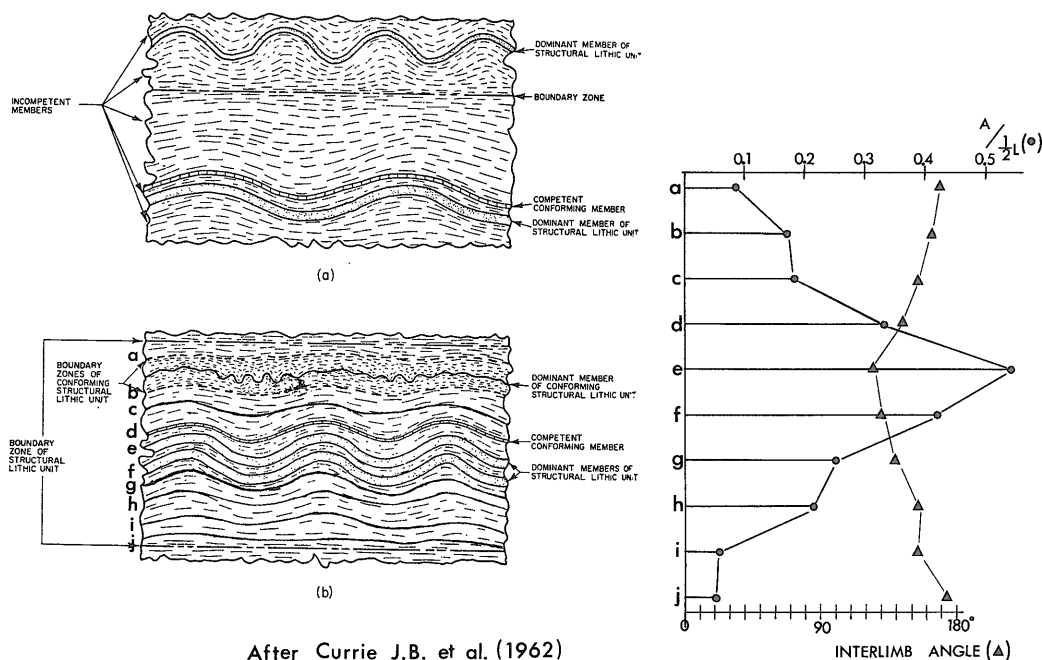 DOMINANT MEMBER OF
STRUCTURAL LITHIC UNIT
BOUNDARY ZONE
INCOMPETENT
MEMBERS
COMPETENT
CONFORMING MEMBER
DOMINANT MEMBER OF
STRUCTURAL LITHIC UNIT
(a)
a
b
c
d
e
f
g
h
i
j
BOUNDARY
ZONES OF
CONFORMING
STRUCTURAL
LITHIC UNIT
BOUNDARY
ZONE OF
STRUCTURAL
LITHIC UNIT
DOMINANT MEMBER
OF CONFORMING
STRUCTURAL LITHIC UNIT
COMPETENT
CONFORMING MEMBER
DOMINANT MEMBERS OF
STRUCTURAL LITHIC UNIT
(b)
After Currie J.B. et al. (1962)
A/½L(●)
0,1 0,2 0,3 0,4 0,5
a
b
c
d
e
f
g
h
i
j
0 90 180°
INTERLIMB ANGLE (▲)